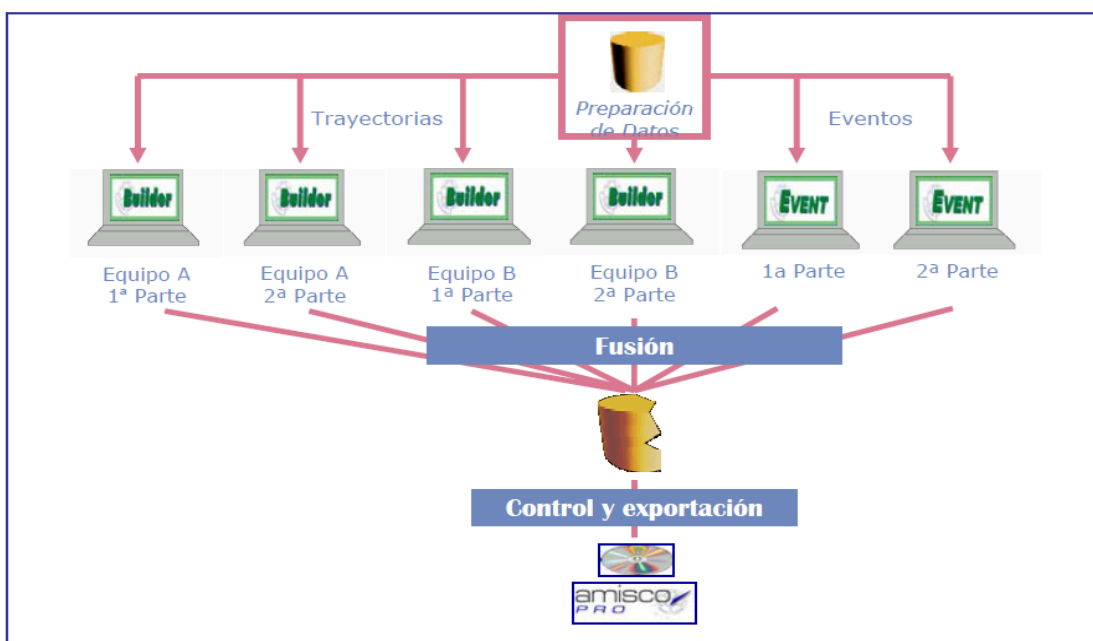 Preparación
de Datos
Trayectorias
Eventos
Builder
Builder
Builder
Builder
EVENT
EVENT
Equipo A
1ª Parte
Equipo A
2ª Parte
Equipo B
1ª Parte
Equipo B
2ª Parte
1a Parte
2ª Parte
Fusión
Control y exportación
amisco
PRO